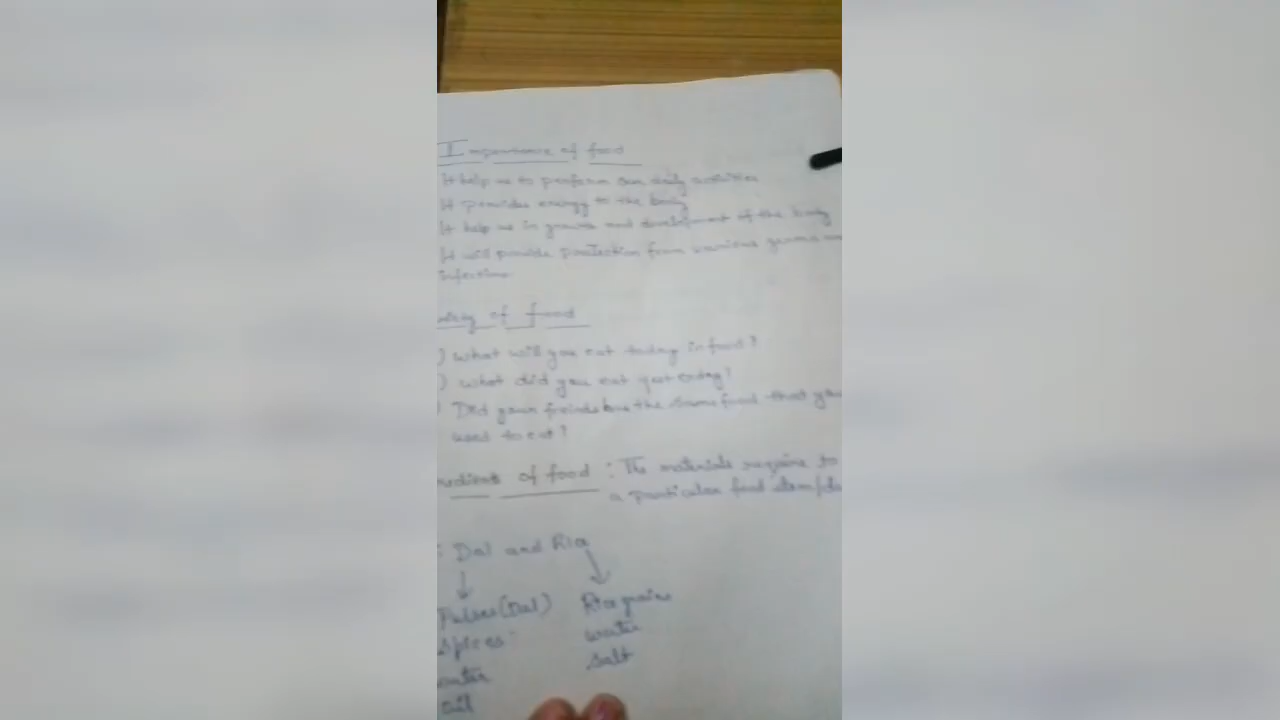 Importance of food
It help us to perform our daily activities
It provides energy to the body
It help us in growth and development of the body
It will provide protection from various germs
infection
of food
) What will you eat today in food?
) What did you eat yesterday?
Did your freinds have the same food that you
used to eat?
redients of food : The materials require to
a particular food
: Dal and Rice
Pulses (Dal) Rice grains
Spices water
water Salt
oil